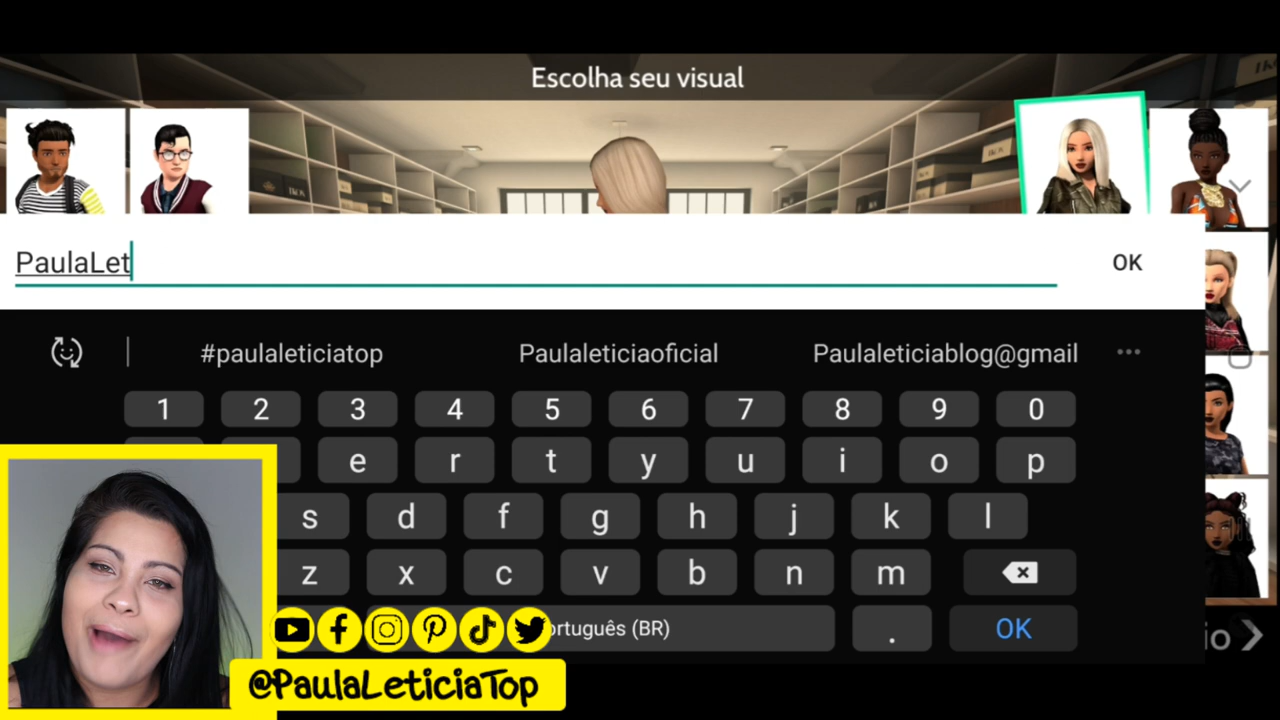 Escolha seu visual
PaulaLet
OK
#paulaleticiatop
Paulaleticiaoficial
Paulaleticiablog@gmail
1 2 3 4 5 6 7 8 9 0
e r t y u i o p
s d f g h j k l
z x c v b n m
ortuguês (BR)
.
OK
io
@PaulaLeticiaTop